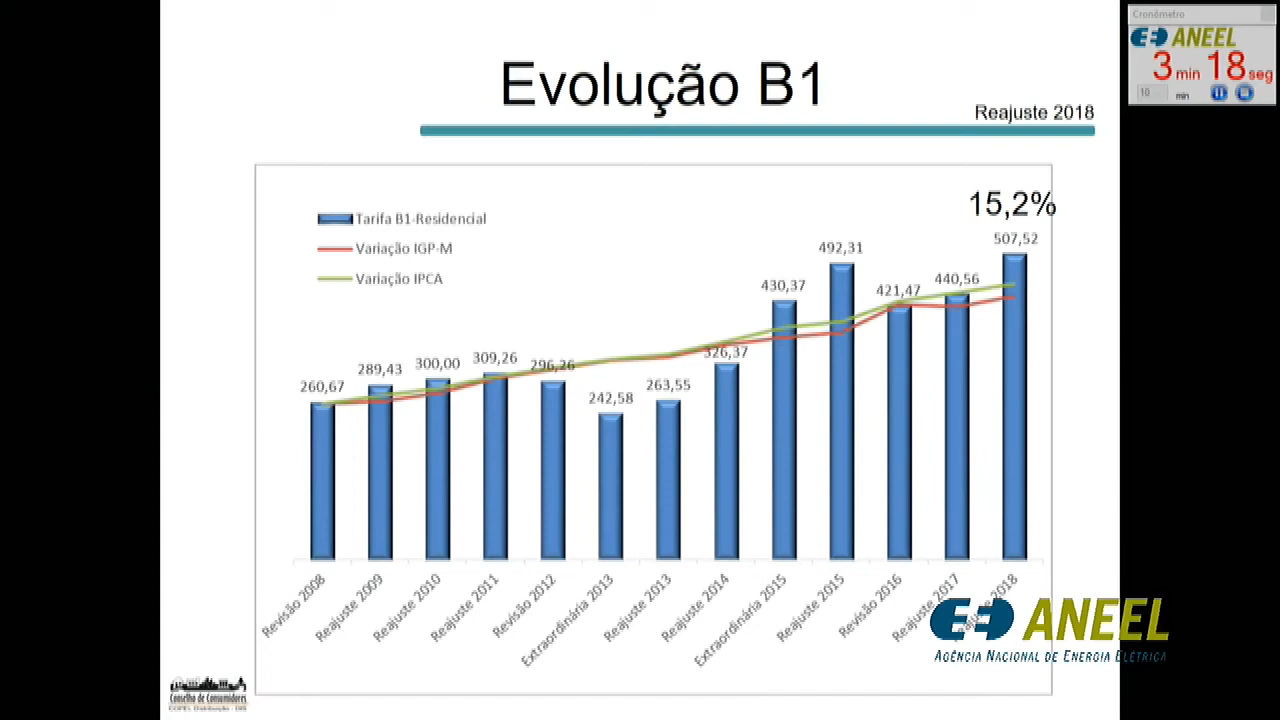 Evolução B1
Reajuste 2018
Cronômetro
ANEEL
3 min 18 seg
10 min
15,2%
Tarifa B1-Residencial
Variação IGP-M
Variação IPCA
260,67
289,43
300,00
309,26
296,26
242,58
263,55
326,37
430,37
492,31
421,47
440,56
507,52
Revisão 2008
Reajuste 2009
Reajuste 2010
Reajuste 2011
Revisão 2012
Extraordinária 2013
Reajuste 2013
Reajuste 2014
Extraordinária 2015
Reajuste 2015
Revisão 2016
Reajuste 2017
Reajuste 2018
ANEEL
AGÊNCIA NACIONAL DE ENERGIA ELÉTRICA
Conselho de Consumidores
COPEL Distribuição - DIS